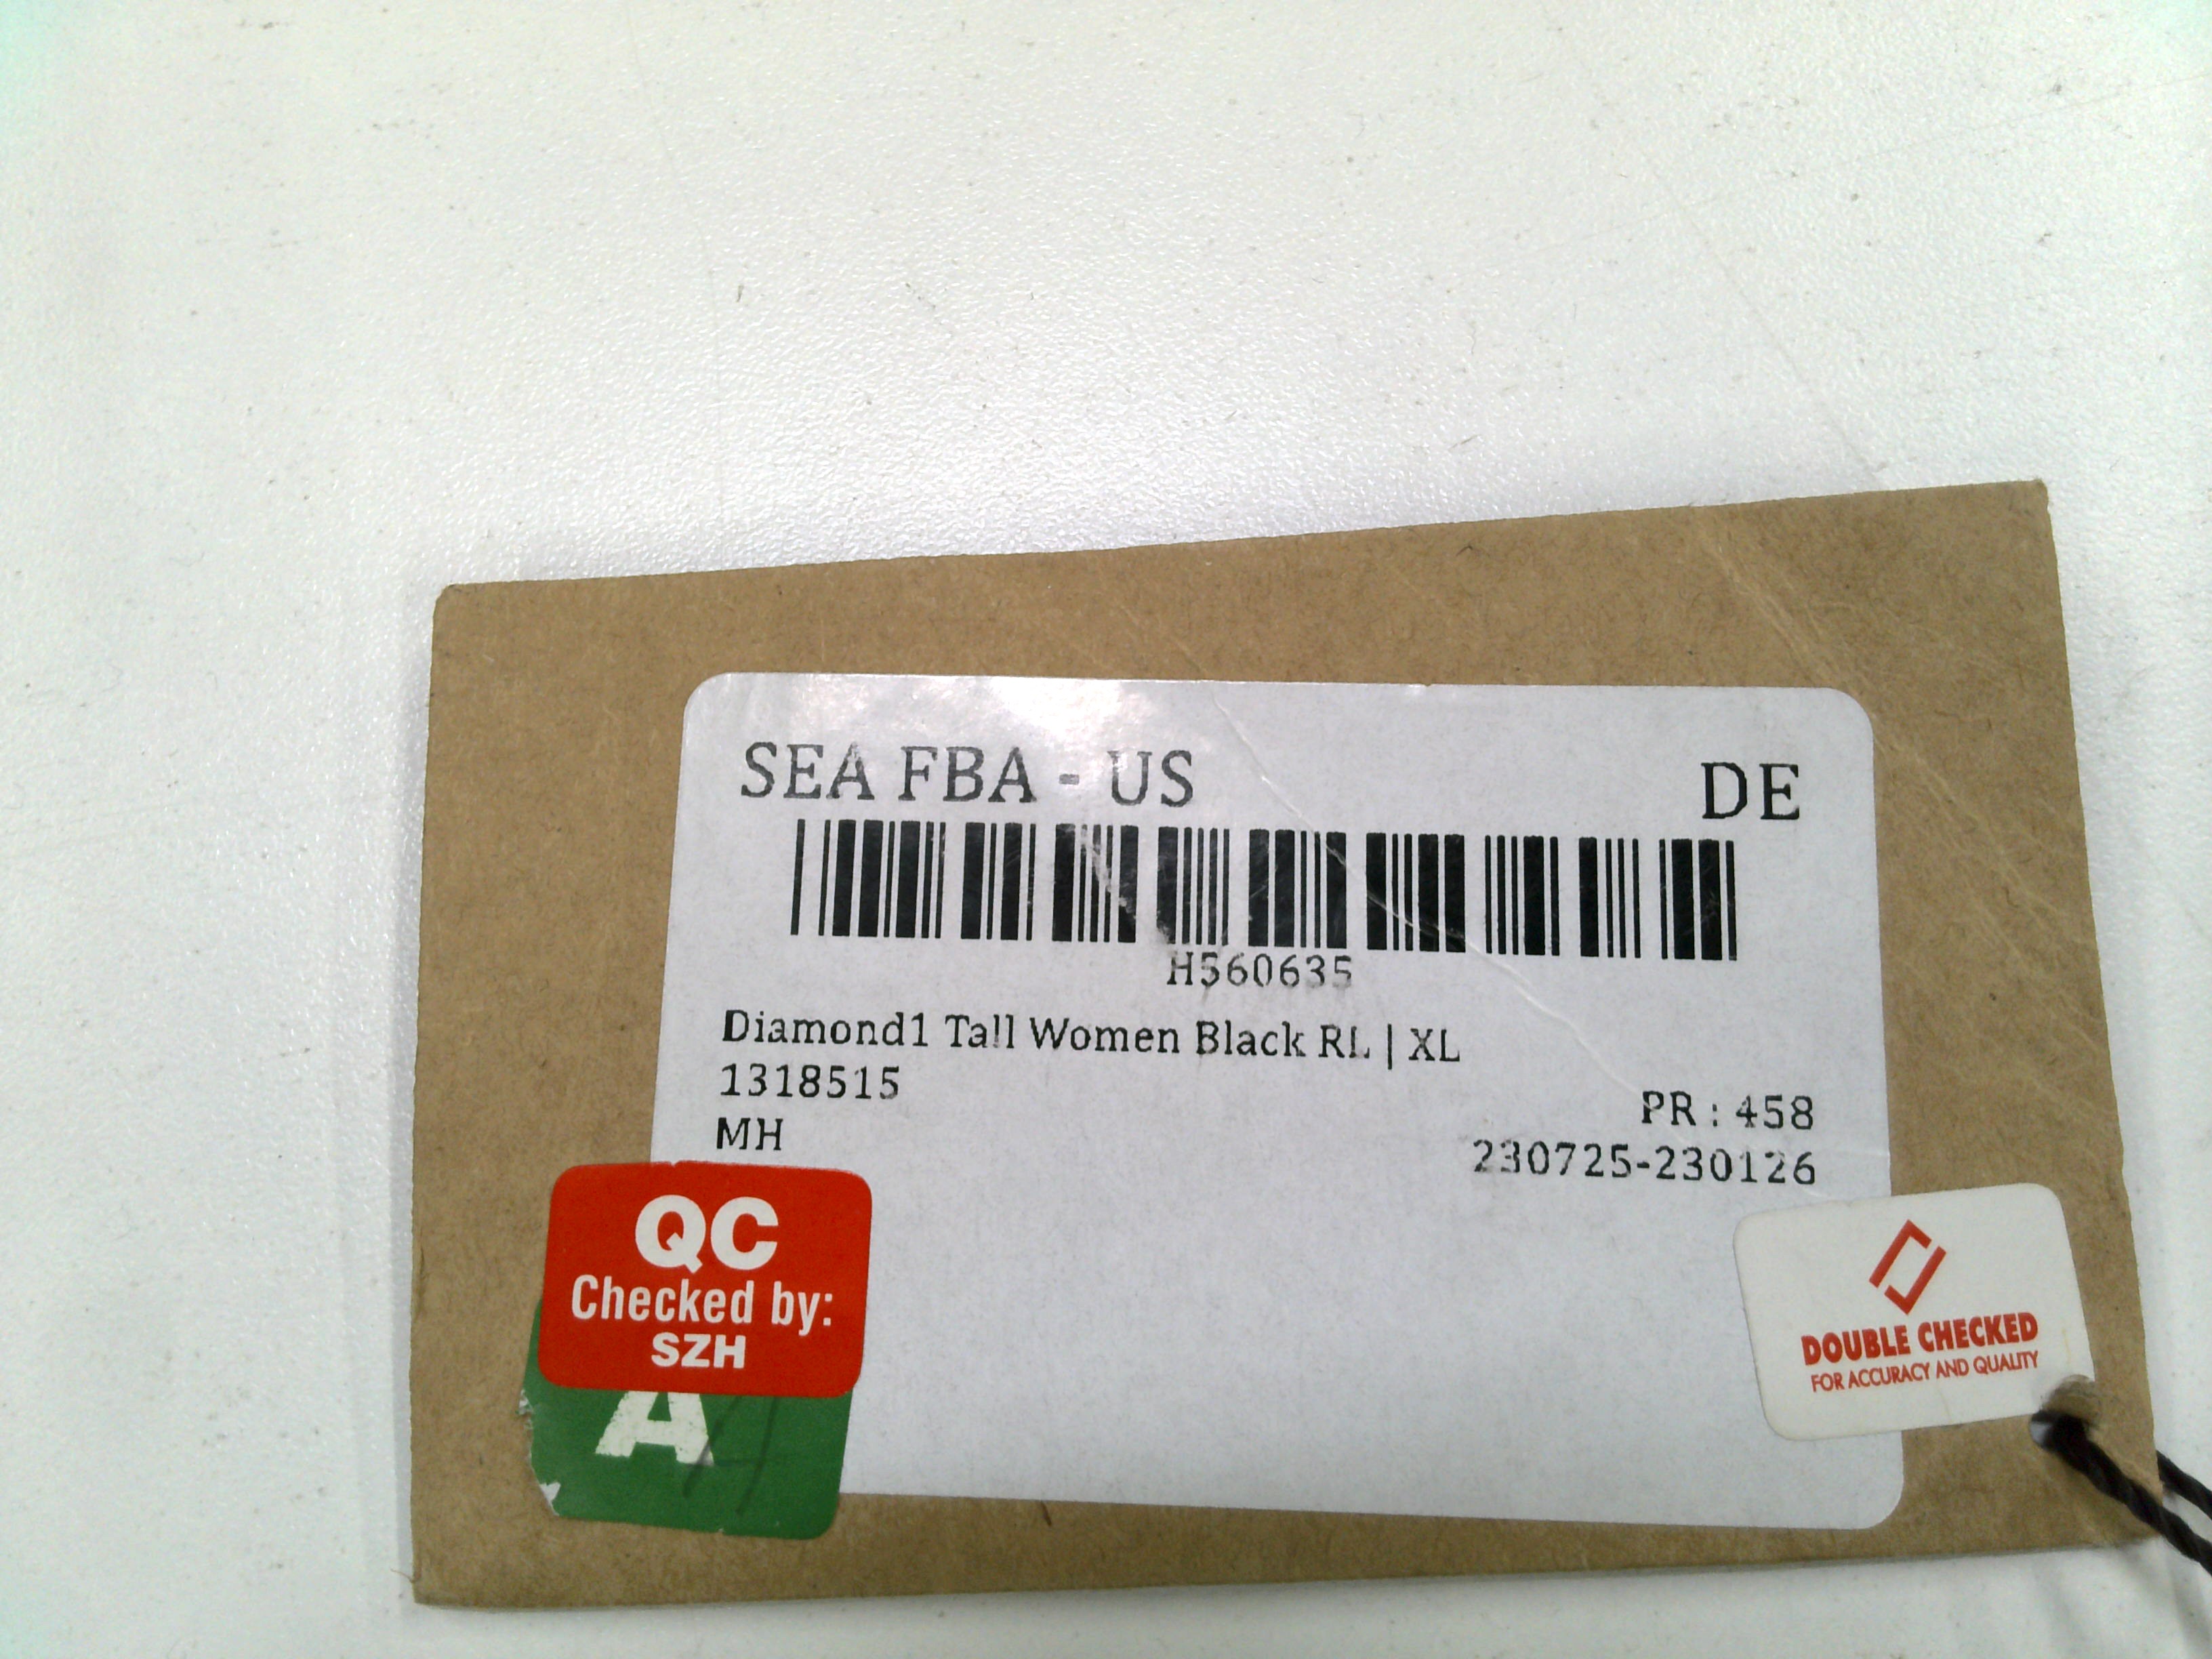 SEA FBA - US DE
H560635
Diamond1 Tall Women Black RL | XL
1318515
PR : 458
MH
230725-230126
QC
Checked by:
SZH
A
DOUBLE CHECKED
FOR ACCURACY AND QUALITY